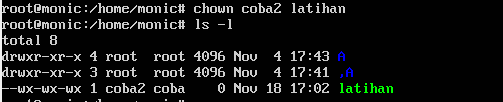 root@monic:/home/monic# chown coba2 latihan
root@monic:/home/monic# ls -l
total 8
drwxr-xr-x 4 root  root 4096 Nov  4 17:43 A
drwxr-xr-x 3 root  root 4096 Nov  4 17:41 .A
--wx-wx-wx 1 coba2 coba    0 Nov 18 17:02 latihan